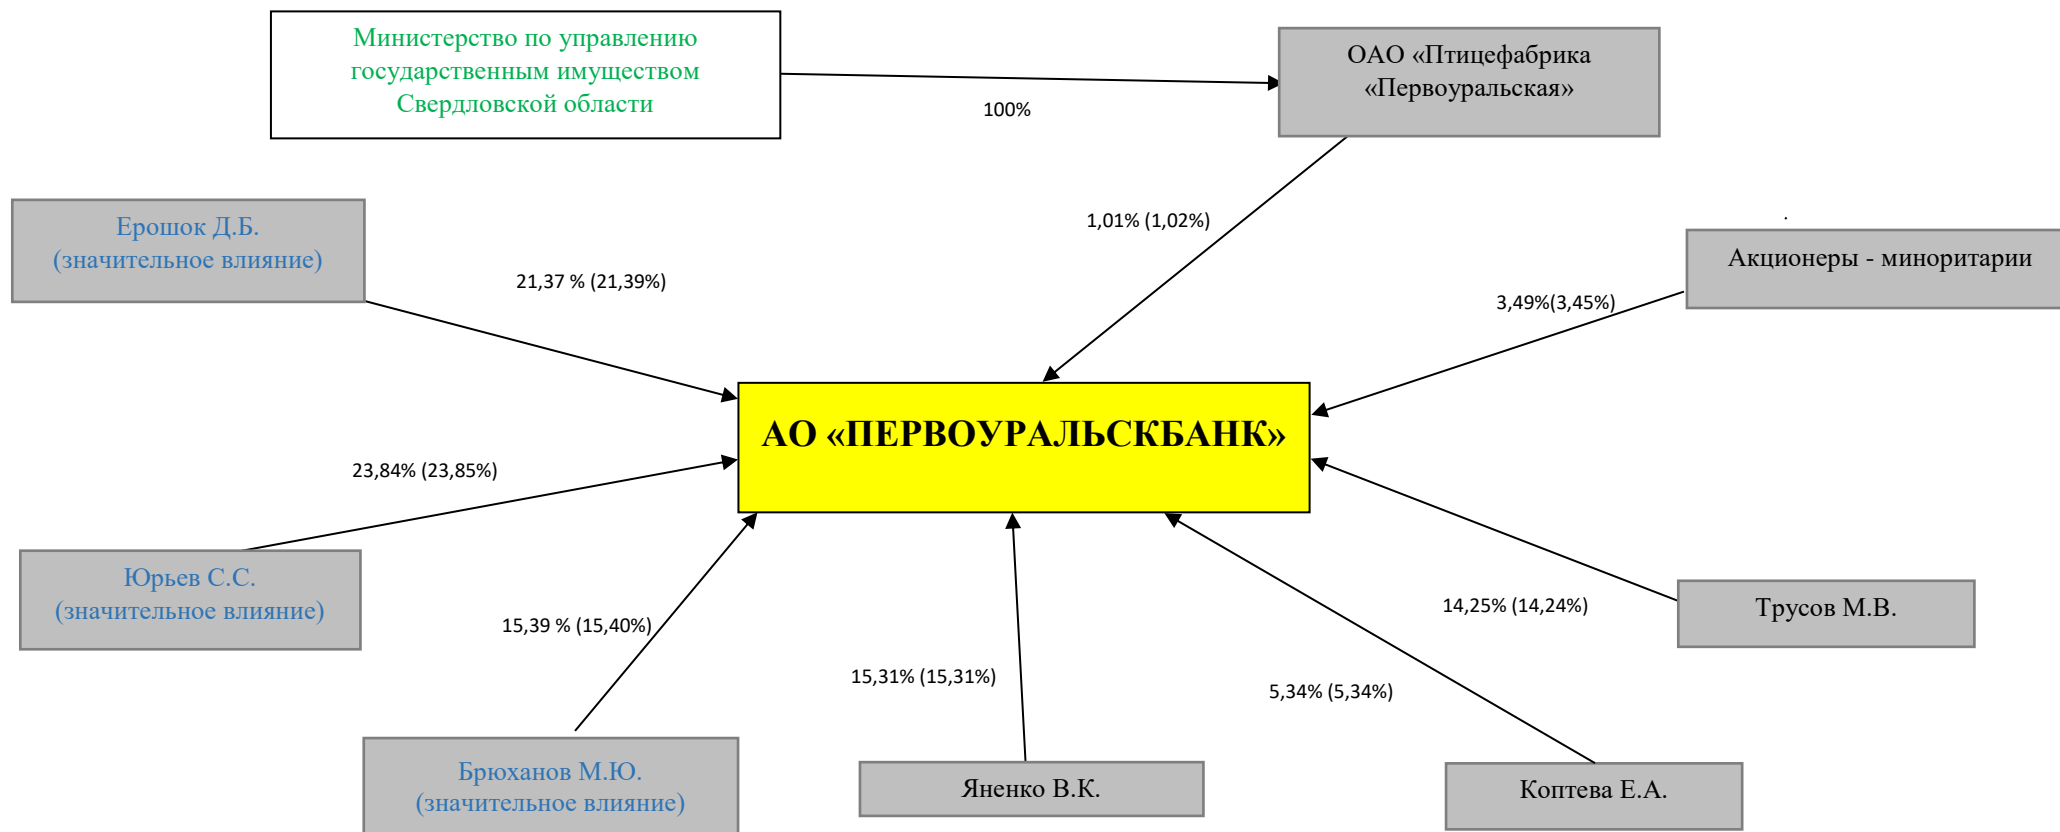 Министерство по управлению
государственным имуществом
Свердловской области
ОАО «Птицефабрика
«Первоуральская»
100%
Ерошок Д.Б.
(значительное влияние)
1,01% (1,02%)
.
Акционеры - миноритарии
21,37 % (21,39%)
3,49%(3,45%)
АО «ПЕРВОУРАЛЬСКБАНК»
23,84% (23,85%)
Юрьев С.С.
(значительное влияние)
14,25% (14,24%)
Трусов М.В.
15,39 % (15,40%)
15,31% (15,31%)
5,34% (5,34%)
Брюханов М.Ю.
(значительное влияние)
Яненко В.К.
Коптева Е.А.